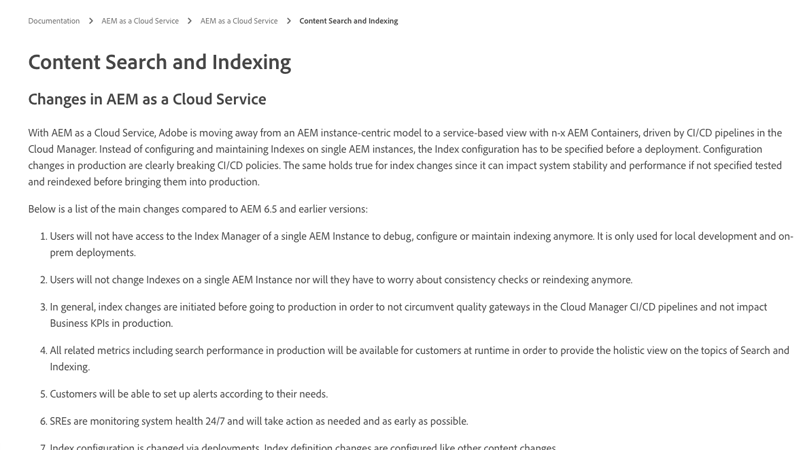 Documentation > AEM as a Cloud Service > AEM as a Cloud Service > Content Search and Indexing
Content Search and Indexing
Changes in AEM as a Cloud Service
With AEM as a Cloud Service, Adobe is moving away from an AEM instance-centric model to a service-based view with n-x AEM Containers, driven by CI/CD pipelines in the
Cloud Manager. Instead of configuring and maintaining Indexes on single AEM instances, the Index configuration has to be specified before a deployment. Configuration
changes in production are clearly breaking CI/CD policies. The same holds true for index changes since it can impact system stability and performance if not specified tested
and reindexed before bringing them into production.
Below is a list of the main changes compared to AEM 6.5 and earlier versions:
1. Users will not have access to the Index Manager of a single AEM Instance to debug, configure or maintain indexing anymore. It is only used for local development and on-
prem deployments.
2. Users will not change Indexes on a single AEM Instance nor will they have to worry about consistency checks or reindexing anymore.
3. In general, index changes are initiated before going to production in order to not circumvent quality gateways in the Cloud Manager CI/CD pipelines and not impact
Business KPIs in production.
4. All related metrics including search performance in production will be available for customers at runtime in order to provide the holistic view on the topics of Search and
Indexing.
5. Customers will be able to set up alerts according to their needs.
6. SREs are monitoring system health 24/7 and will take action as needed and as early as possible.
7. Index configuration is changed via deployments. Index definition changes are configured like other content changes.